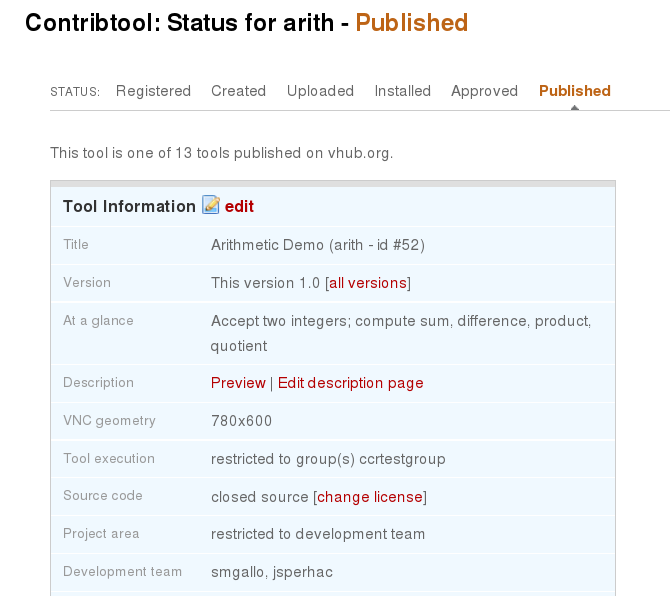 Contribtool: Status for arith - Published
STATUS: Registered Created Uploaded Installed Approved Published
This tool is one of 13 tools published on vhub.org.
Tool Information edit
Title Arithmetic Demo (arith - id #52)
Version This version 1.0 [all versions]
At a glance Accept two integers; compute sum, difference, product,
quotient
Description Preview | Edit description page
VNC geometry 780x600
Tool execution restricted to group(s) ccrtestgroup
Source code closed source [change license]
Project area restricted to development team
Development team smgallo, jsperhac